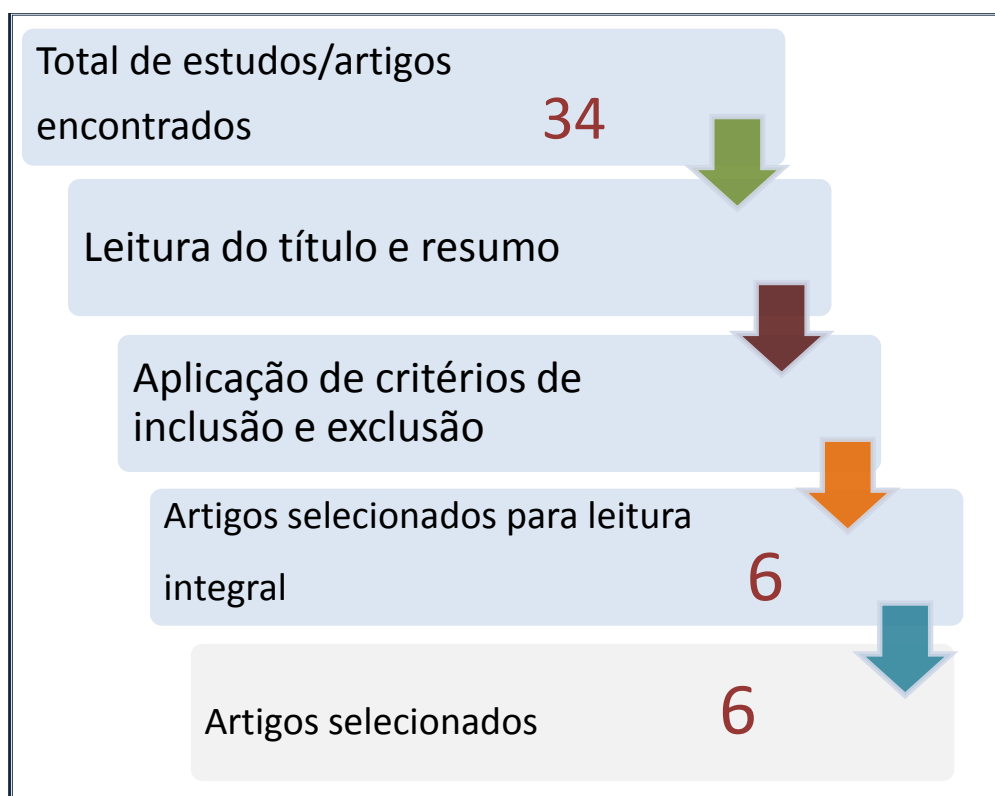 Total de estudos/artigos
encontrados 34
Leitura do título e resumo
Aplicação de critérios de
inclusão e exclusão
Artigos selecionados para leitura
integral 6
Artigos selecionados 6